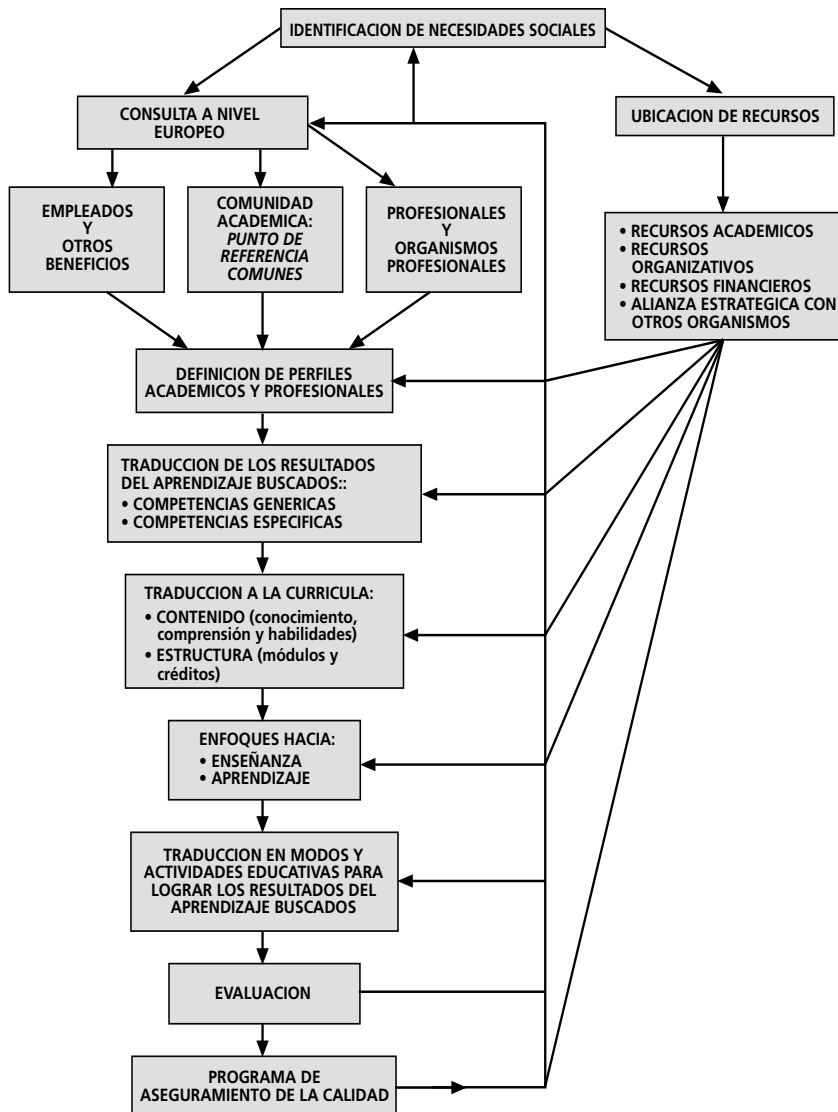 IDENTIFICACION DE NECESIDADES SOCIALES
CONSULTA A NIVEL
EUROPEO
UBICACION DE RECURSOS
EMPLEADOS
Y
OTROS
BENEFICIOS
COMUNIDAD
ACADEMICA:
PUNTO DE
REFERENCIA
COMUNES
PROFESIONALES
Y
ORGANISMOS
PROFESIONALES
• RECURSOS ACADEMICOS
• RECURSOS
ORGANIZATIVOS
• RECURSOS FINANCIEROS
• ALIANZA ESTRATEGICA CON
OTROS ORGANISMOS
DEFINICION DE PERFILES
ACADEMICOS Y PROFESIONALES
TRADUCCION DE LOS RESULTADOS
DEL APRENDIZAJE BUSCADOS::
• COMPETENCIAS GENERICAS
• COMPETENCIAS ESPECIFICAS
TRADUCCION A LA CURRICULA:
• CONTENIDO (conocimiento,
comprensión y habilidades)
• ESTRUCTURA (módulos y
créditos)
ENFOQUES HACIA:
• ENSEÑANZA
• APRENDIZAJE
TRADUCCION EN MODOS Y
ACTIVIDADES EDUCATIVAS PARA
LOGRAR LOS RESULTADOS DEL
APRENDIZAJE BUSCADOS
EVALUACION
PROGRAMA DE
ASEGURAMIENTO DE LA CALIDAD